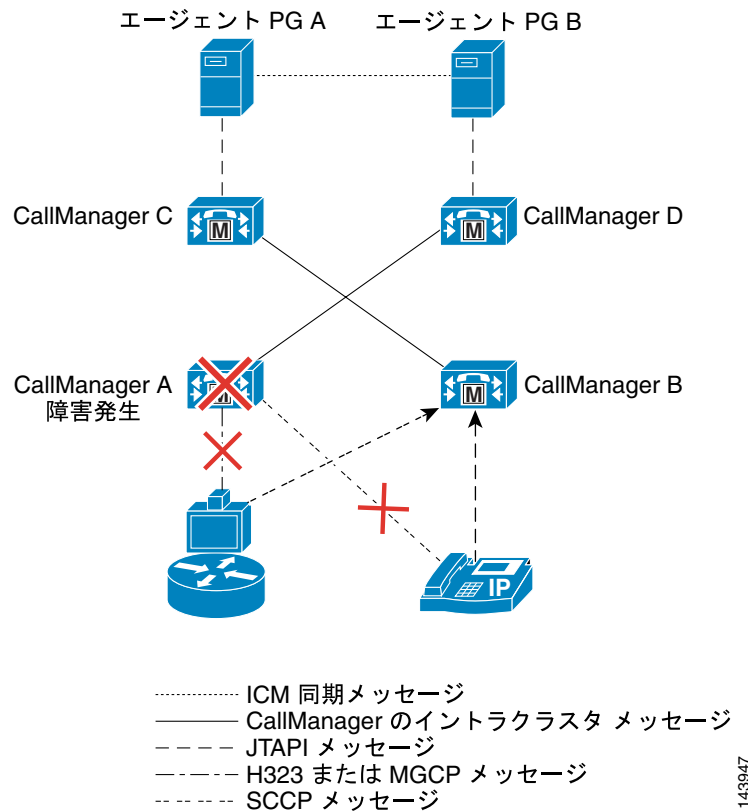 エージェント PG A
エージェント PG B
CallManager C
M
M
CallManager D
CallManager A
障害発生
M
M
CallManager B
IP
ICM 同期メッセージ
CallManager のイントラクラスタ メッセージ
JTAPI メッセージ
H323 または MGCP メッセージ
SCCP メッセージ
143947